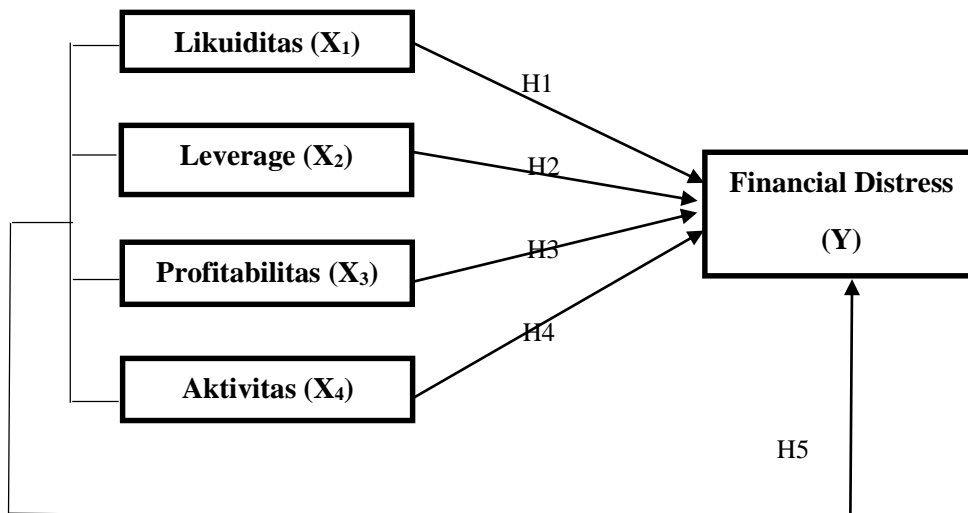 Likuiditas (X₁)
H1
Leverage (X₂)
H2
Financial Distress
(Y)
Profitabilitas (X₃)
H3
Aktivitas (X₄)
H4
H5